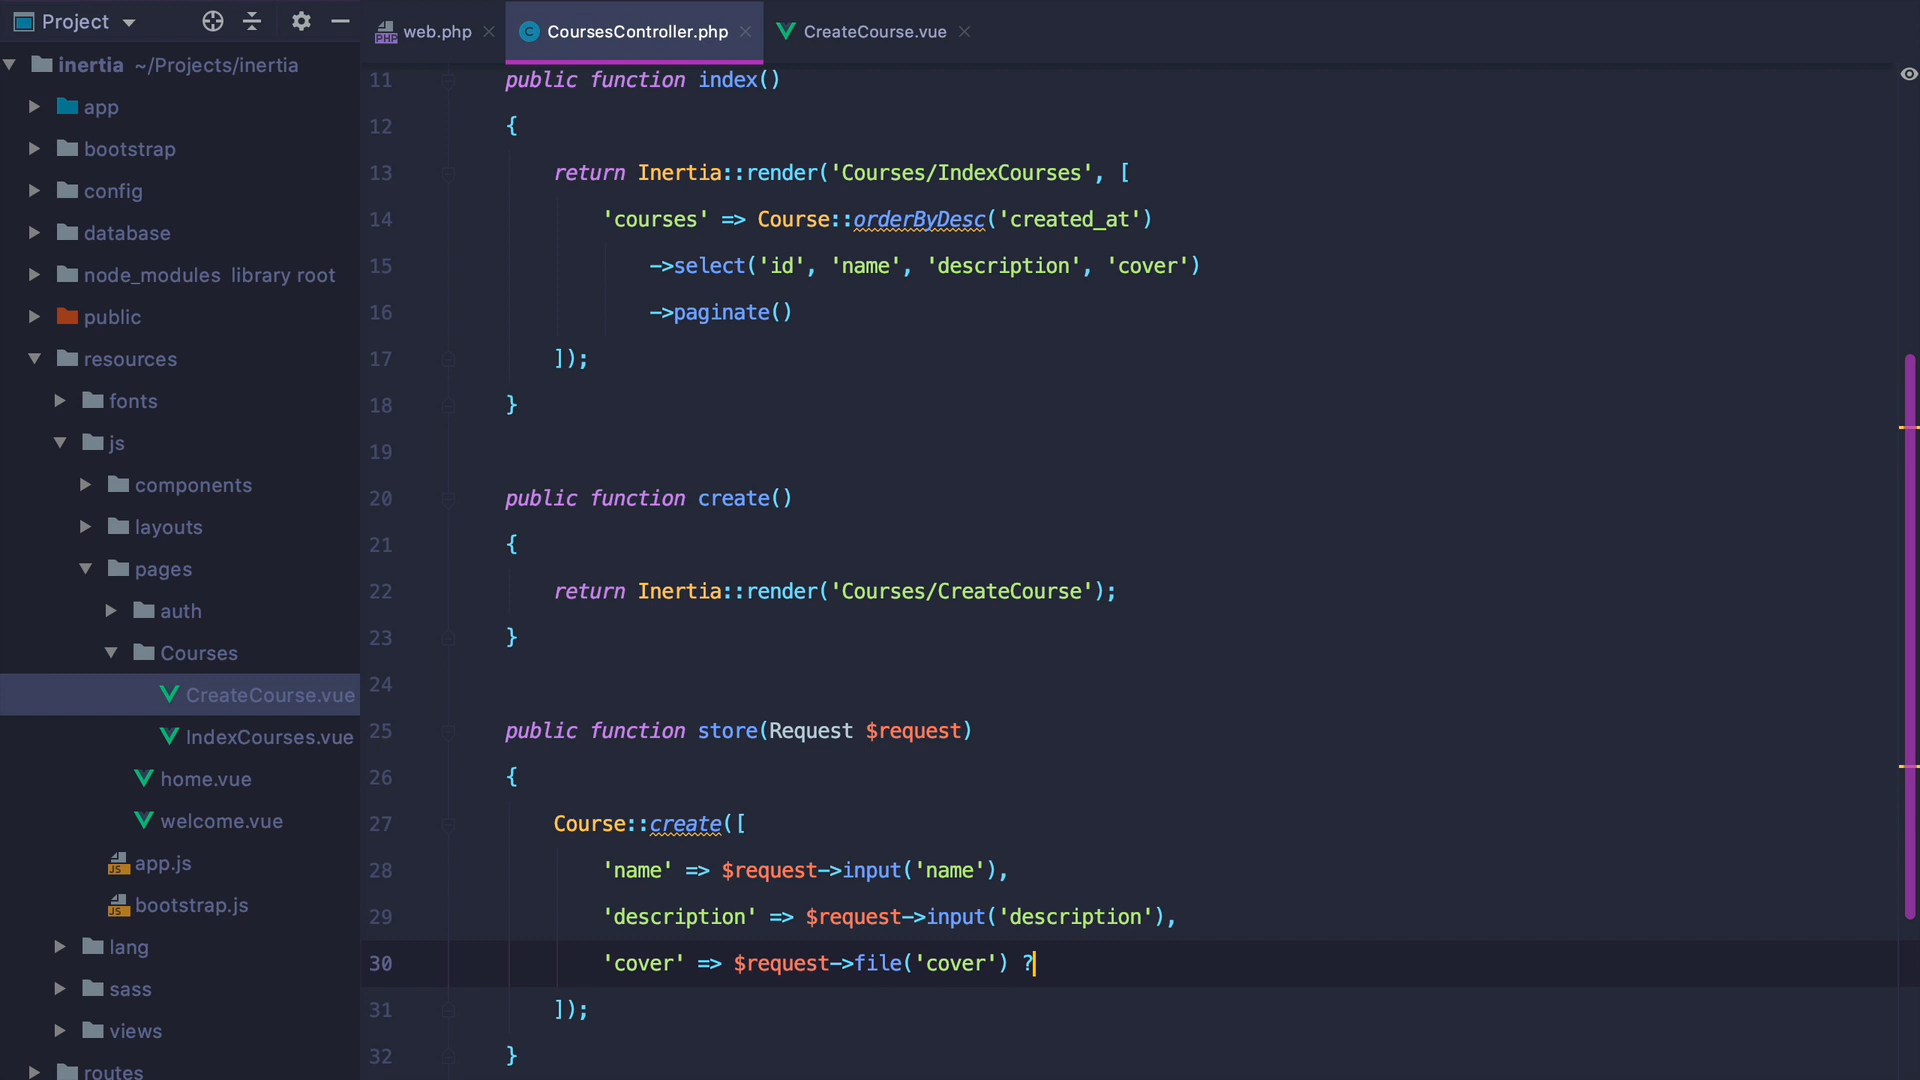 Project
web.php
CoursesController.php
CreateCourse.vue
inertia ~/Projects/inertia
app
bootstrap
config
database
node_modules library root
public
resources
fonts
js
components
layouts
pages
auth
Courses
CreateCourse.vue
IndexCourses.vue
home.vue
welcome.vue
app.js
bootstrap.js
lang
sass
views
routes
11 public function index()
12 {
13 return Inertia::render('Courses/IndexCourses', [
14 'courses' => Course::orderByDesc('created_at')
15 ->select('id', 'name', 'description', 'cover')
16 ->paginate()
17 ]);
18 }
19
20 public function create()
21 {
22 return Inertia::render('Courses/CreateCourse');
23 }
24
25 public function store(Request $request)
26 {
27 Course::create([
28 'name' => $request->input('name'),
29 'description' => $request->input('description'),
30 'cover' => $request->file('cover') ?
31 ]);
32 }